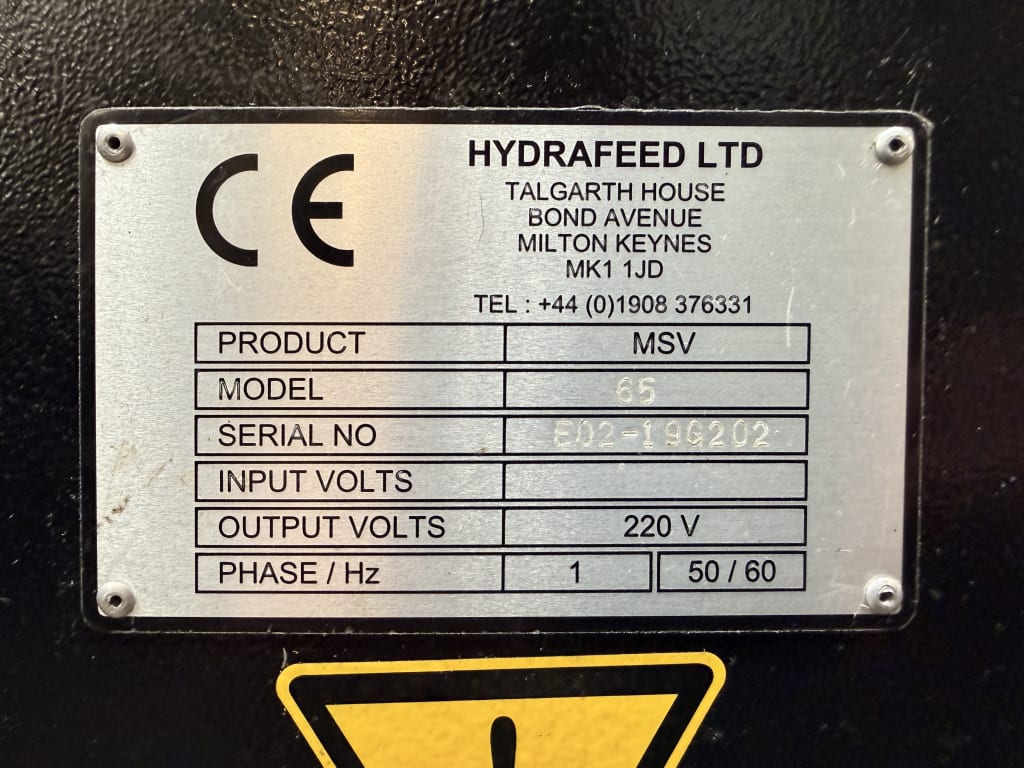 CE
HYDRAFEED LTD
TALGARTH HOUSE
BOND AVENUE
MILTON KEYNES
MK1 1JD
TEL : +44 (0)1908 376331
PRODUCT MSV
MODEL 65
SERIAL NO E02-19G202
INPUT VOLTS
OUTPUT VOLTS 220 V
PHASE / Hz 1 50 / 60
!